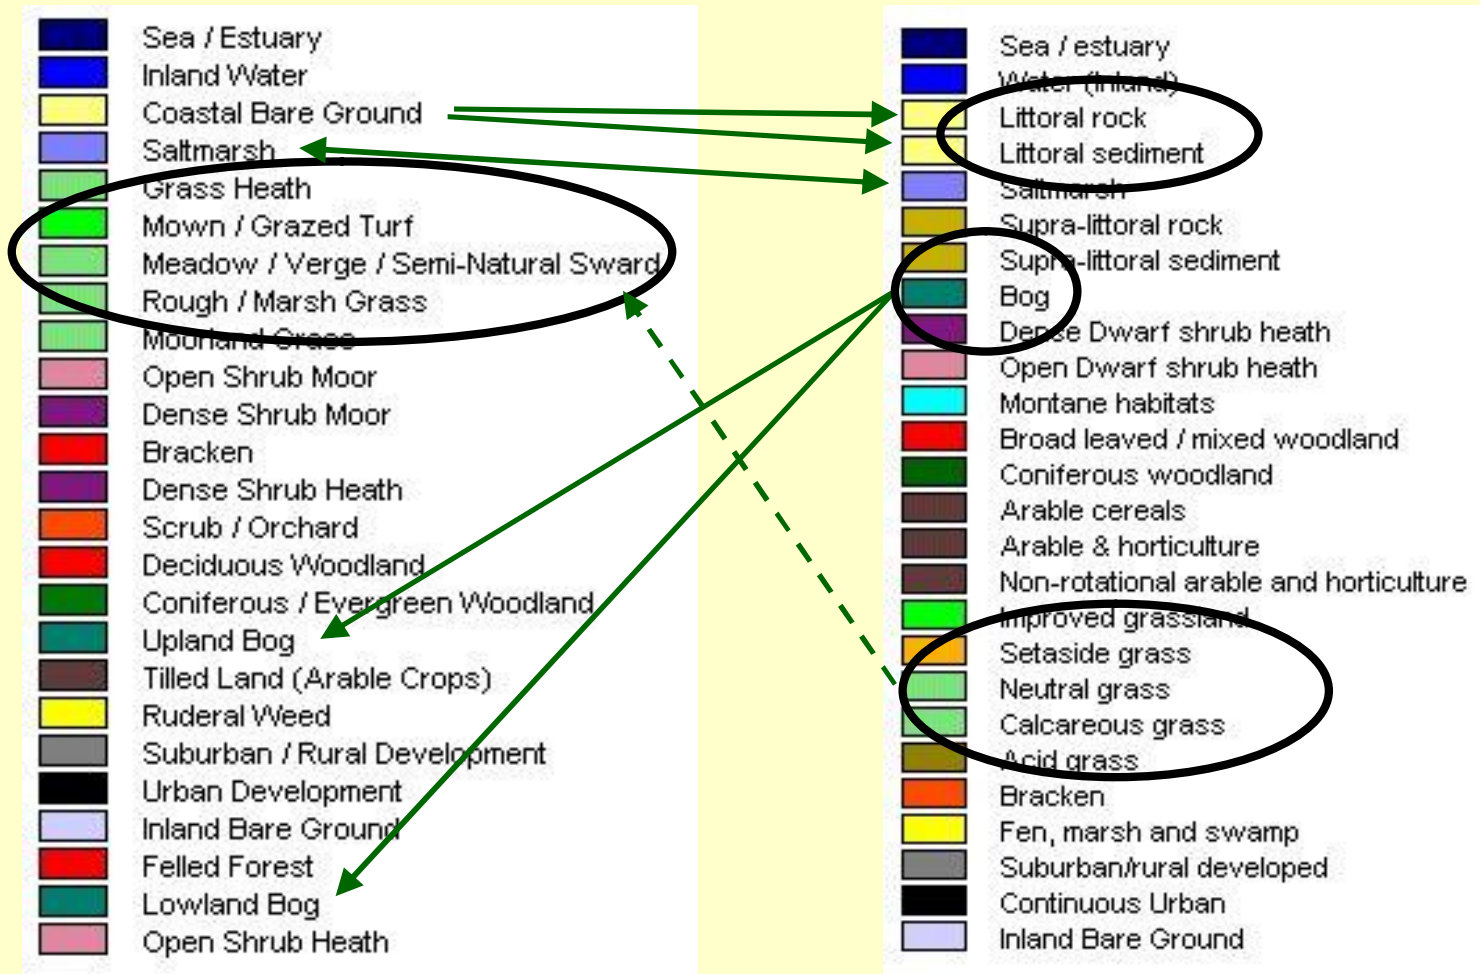 Sea / Estuary
Inland Water
Coastal Bare Ground
Saltmarsh
Grass Heath
Mown / Grazed Turf
Meadow / Verge / Semi-Natural Sward
Rough / Marsh Grass
Moorland Grass
Open Shrub Moor
Dense Shrub Moor
Bracken
Dense Shrub Heath
Scrub / Orchard
Deciduous Woodland
Coniferous / Evergreen Woodland
Upland Bog
Tilled Land (Arable Crops)
Ruderal Weed
Suburban / Rural Development
Urban Development
Inland Bare Ground
Felled Forest
Lowland Bog
Open Shrub Heath
Sea / estuary
Water (Inland)
Littoral rock
Littoral sediment
Saltmarsh
Supra-littoral rock
Supra-littoral sediment
Bog
Dense Dwarf shrub heath
Open Dwarf shrub heath
Montane habitats
Broad leaved / mixed woodland
Coniferous woodland
Arable cereals
Arable & horticulture
Non-rotational arable and horticulture
Improved grassland
Setaside grass
Neutral grass
Calcareous grass
Acid grass
Bracken
Fen, marsh and swamp
Suburban/rural developed
Continuous Urban
Inland Bare Ground